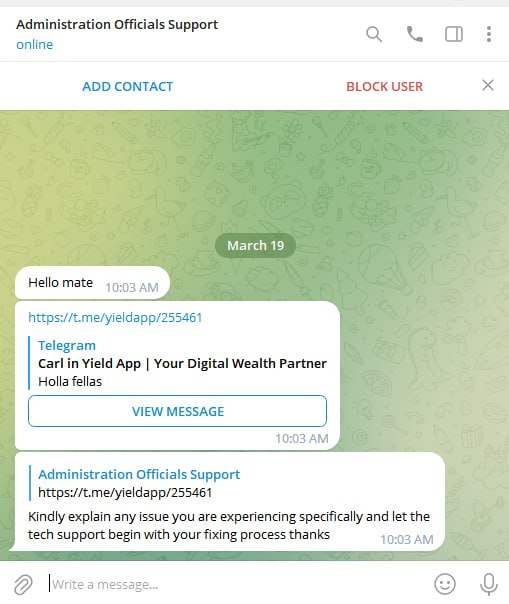 Administration Officials Support
online
ADD CONTACT
BLOCK USER
March 19
Hello mate
10:03 AM
https://t.me/yieldapp/255461
Telegram
Carl in Yield App | Your Digital Wealth Partner
Holla fellas
VIEW MESSAGE
10:03 AM
Administration Officials Support
https://t.me/yieldapp/255461
Kindly explain any issue you are experiencing specifically and let the
tech support begin with your fixing process thanks
10:03 AM
Write a message...